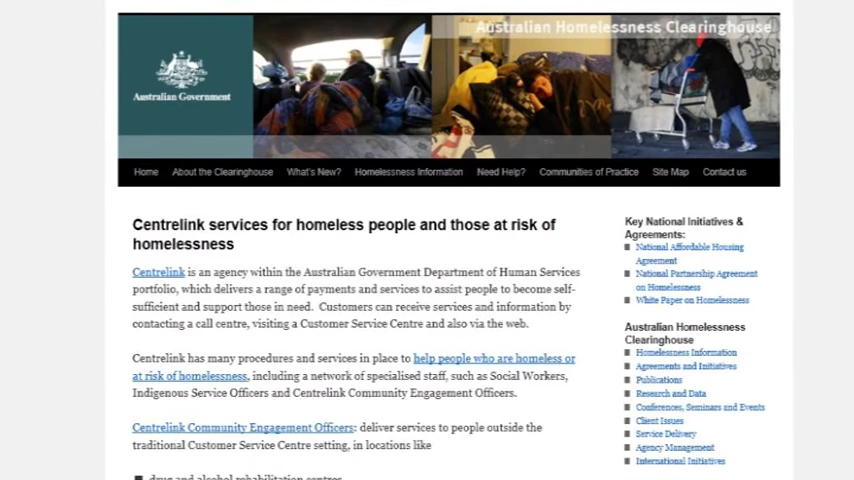 Australian Homelessness Clearinghouse
Australian Government
Home About the Clearinghouse What's New? Homelessness Information Need Help? Communities of Practice Site Map Contact us
Centrelink services for homeless people and those at risk of
homelessness
Centrelink is an agency within the Australian Government Department of Human Services
portfolio, which delivers a range of payments and services to assist people to become self-
sufficient and support those in need. Customers can receive services and information by
contacting a call centre, visiting a Customer Service Centre and also via the web.
Centrelink has many procedures and services in place to help people who are homeless or
at risk of homelessness, including a network of specialised staff, such as Social Workers,
Indigenous Service Officers and Centrelink Community Engagement Officers.
Centrelink Community Engagement Officers: deliver services to people outside the
traditional Customer Service Centre setting, in locations like
drug and alcohol rehabilitation centres
Key National Initiatives &
Agreements:
National Affordable Housing
Agreement
National Partnership Agreement
on Homelessness
White Paper on Homelessness
Australian Homelessness
Clearinghouse
Homelessness Information
Agreements and Initiatives
Publications
Research and Data
Conferences, Seminars and Events
Client Issues
Service Delivery
Agency Management
International Initiatives